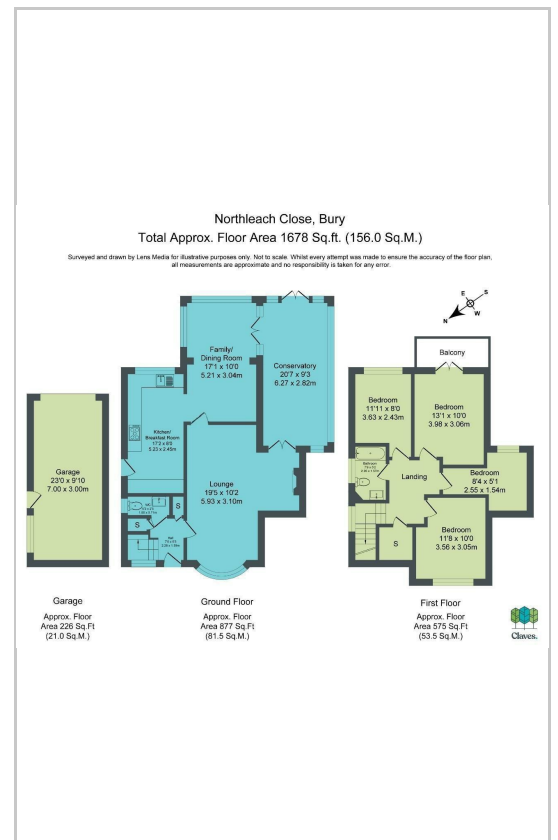 Northleach Close, Bury
Total Approx. Floor Area 1678 Sq.ft. (156.0 Sq.M.)
Surveyed and drawn by Lens Media for illustrative purposes only. Not to scale. Whilst every attempt was made to ensure the accuracy of the floor plan,
all measurements are approximate and no responsibility is taken for any error.
E
S
N
W
Balcony
Family/
Dining Room
17'1 x 10'0
5.21 x 3.04m
Conservatory
20'7 x 9'3
6.27 x 2.82m
Kitchen/
Breakfast Room
17'2 x 8'0
5.23 x 2.45m
Lounge
19'5 x 10'2
5.93 x 3.10m
WC
S
S
Hall
Garage
23'0 x 9'10
7.00 x 3.00m
Bedroom
11'11 x 8'0
3.63 x 2.43m
Bedroom
13'1 x 10'0
3.98 x 3.06m
Bathroom
Landing
Bedroom
8'4 x 5'1
2.55 x 1.54m
Bedroom
11'8 x 10'0
3.56 x 3.05m
S
Garage
Approx. Floor
Area 226 Sq.Ft
(21.0 Sq.M.)
Ground Floor
Approx. Floor
Area 877 Sq.Ft
(81.5 Sq.M.)
First Floor
Approx. Floor
Area 575 Sq.Ft
(53.5 Sq.M.)
Claves.